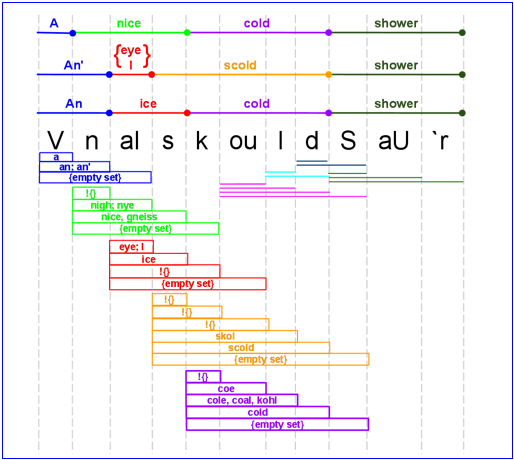 A nice cold shower
eye
An' { } scold shower
I
An ice cold shower
V n aI s k ou l d S aU `r
a
an; an'
{empty set}
!{}
nigh; nye
nice, gneiss
{empty set}
eye; I
ice
!{}
{empty set}
!{}
!{}
!{}
skol
scold
{empty set}
!{}
coe
cole, coal, kohl
cold
{empty set}